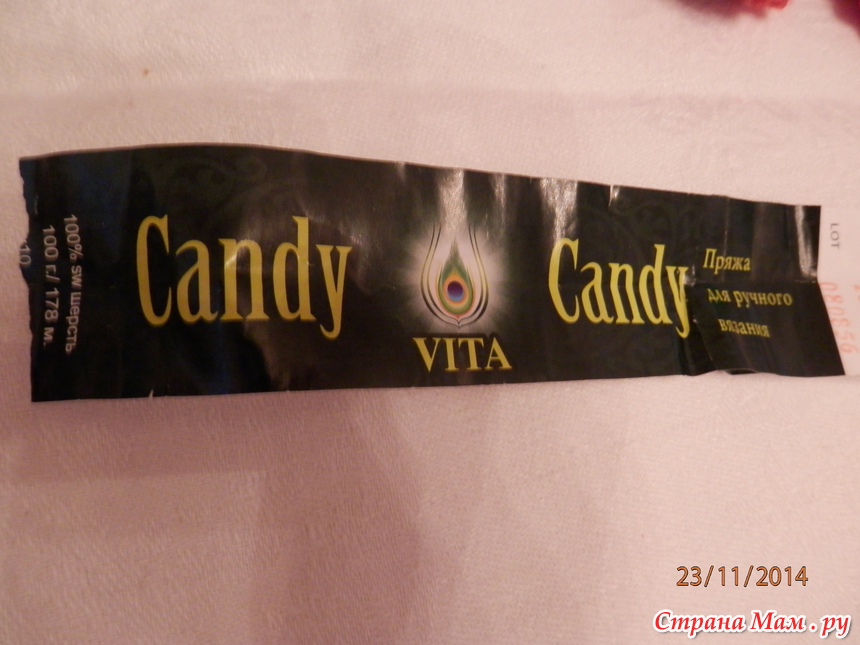 100% SW шерсть
100 г./ 178 м.
Candy
VITA
Candy
Пряжа
для ручного
вязания
LOT
23/11/2014
Страна Мам.ру